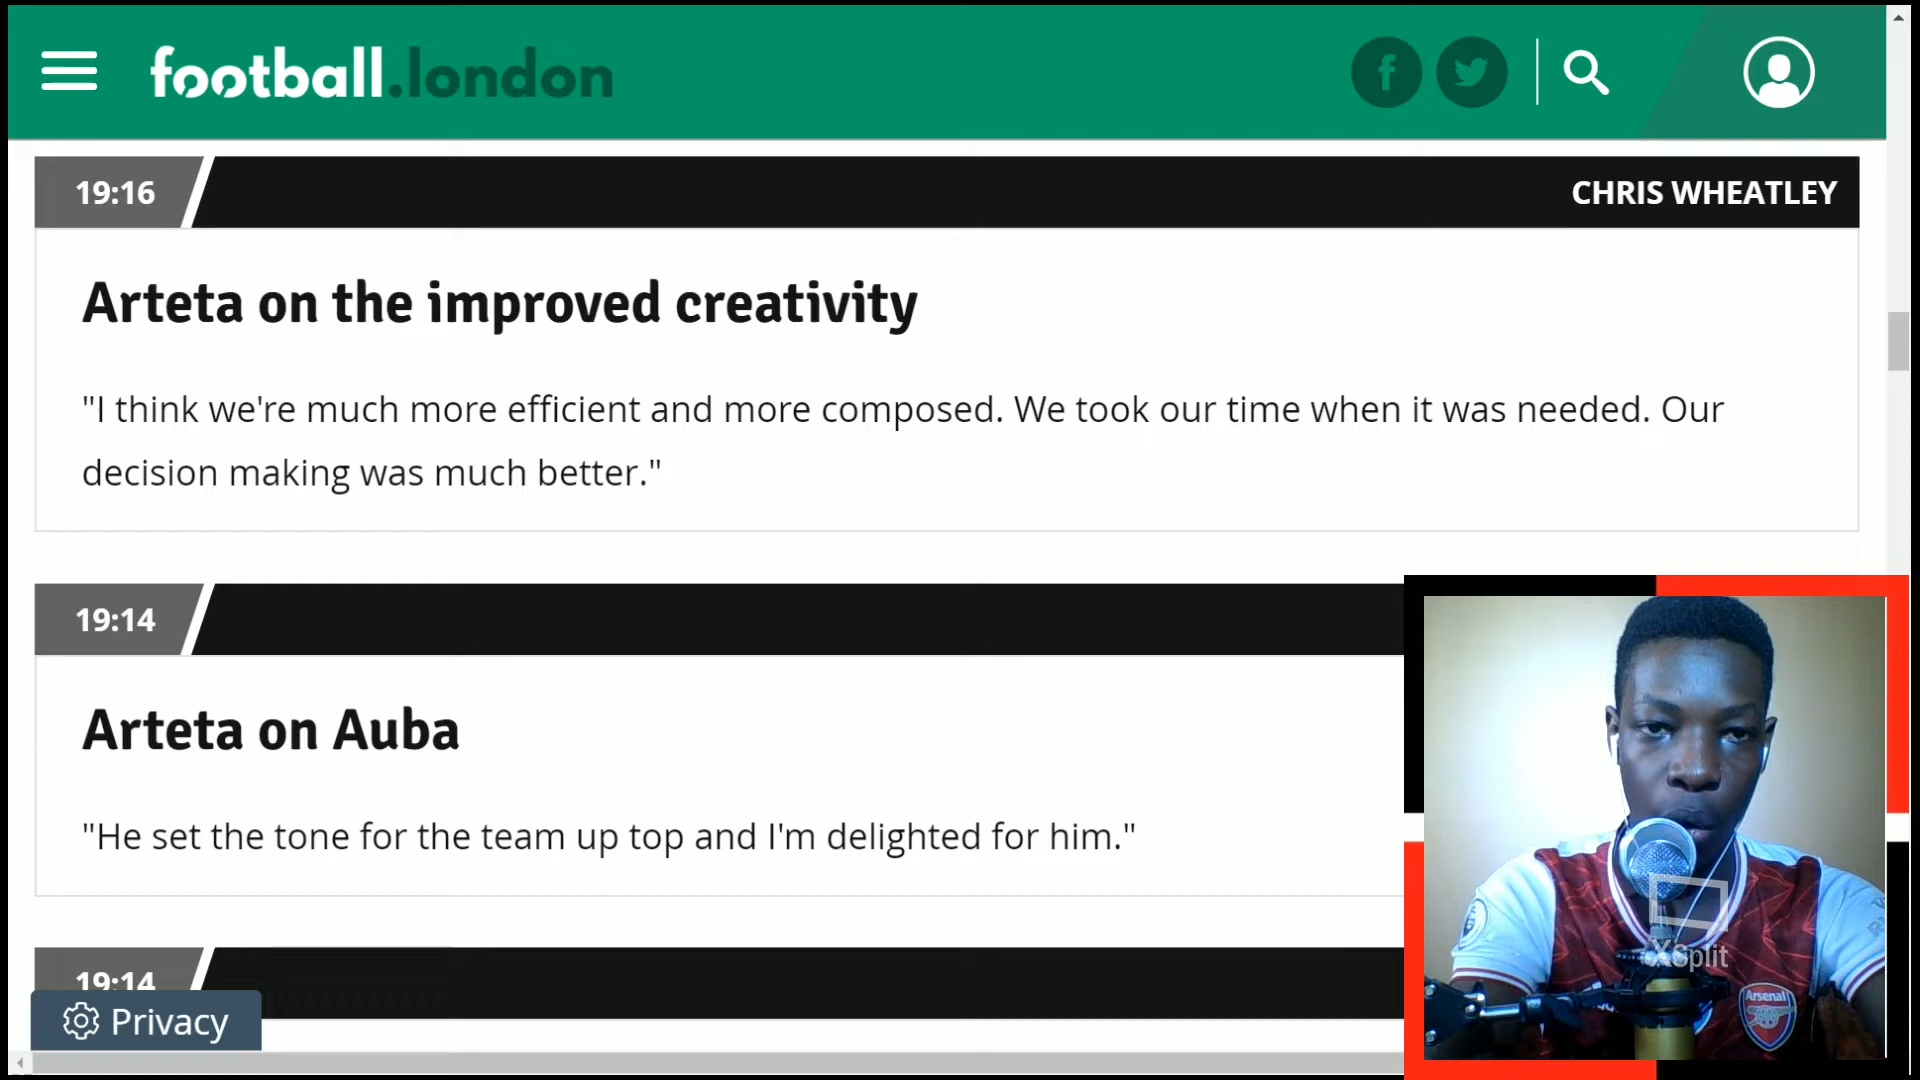 football.london
19:16
CHRIS WHEATLEY
Arteta on the improved creativity
"I think we're much more efficient and more composed. We took our time when it was needed. Our
decision making was much better."
19:14
Arteta on Auba
"He set the tone for the team up top and I'm delighted for him."
19:14
Privacy
XSplit
Arsenal